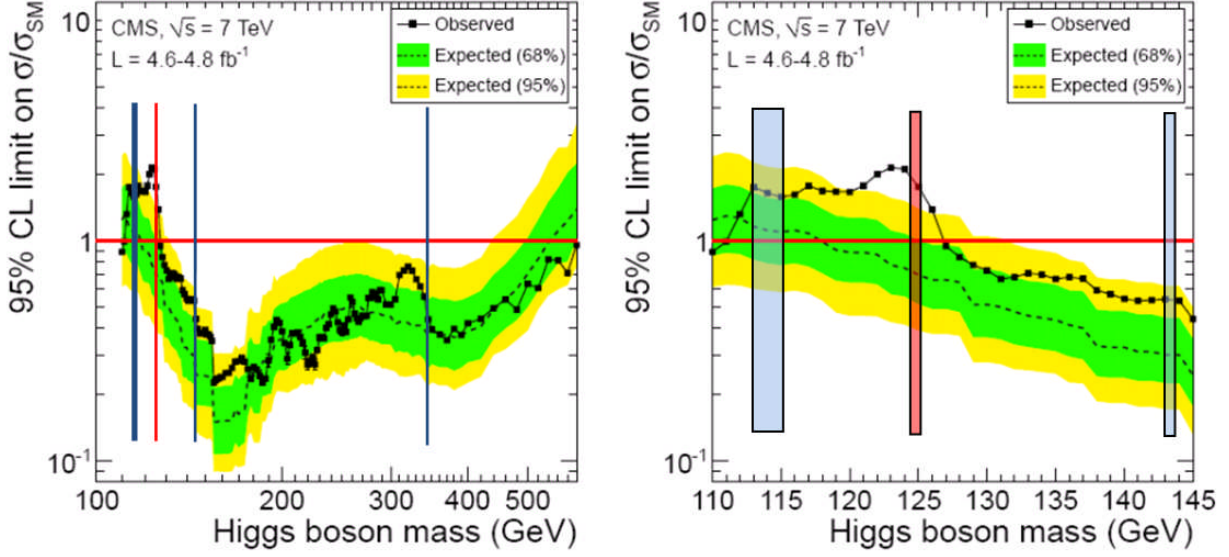 95% CL limit on σ/σSM
10
1
10⁻¹
CMS, √s = 7 TeV
L = 4.6-4.8 fb⁻¹
Observed
Expected (68%)
Expected (95%)
100
200
300
400
500
Higgs boson mass (GeV)
95% CL limit on σ/σSM
10
1
10⁻¹
CMS, √s = 7 TeV
L = 4.6-4.8 fb⁻¹
Observed
Expected (68%)
Expected (95%)
110
115
120
125
130
135
140
145
Higgs boson mass (GeV)